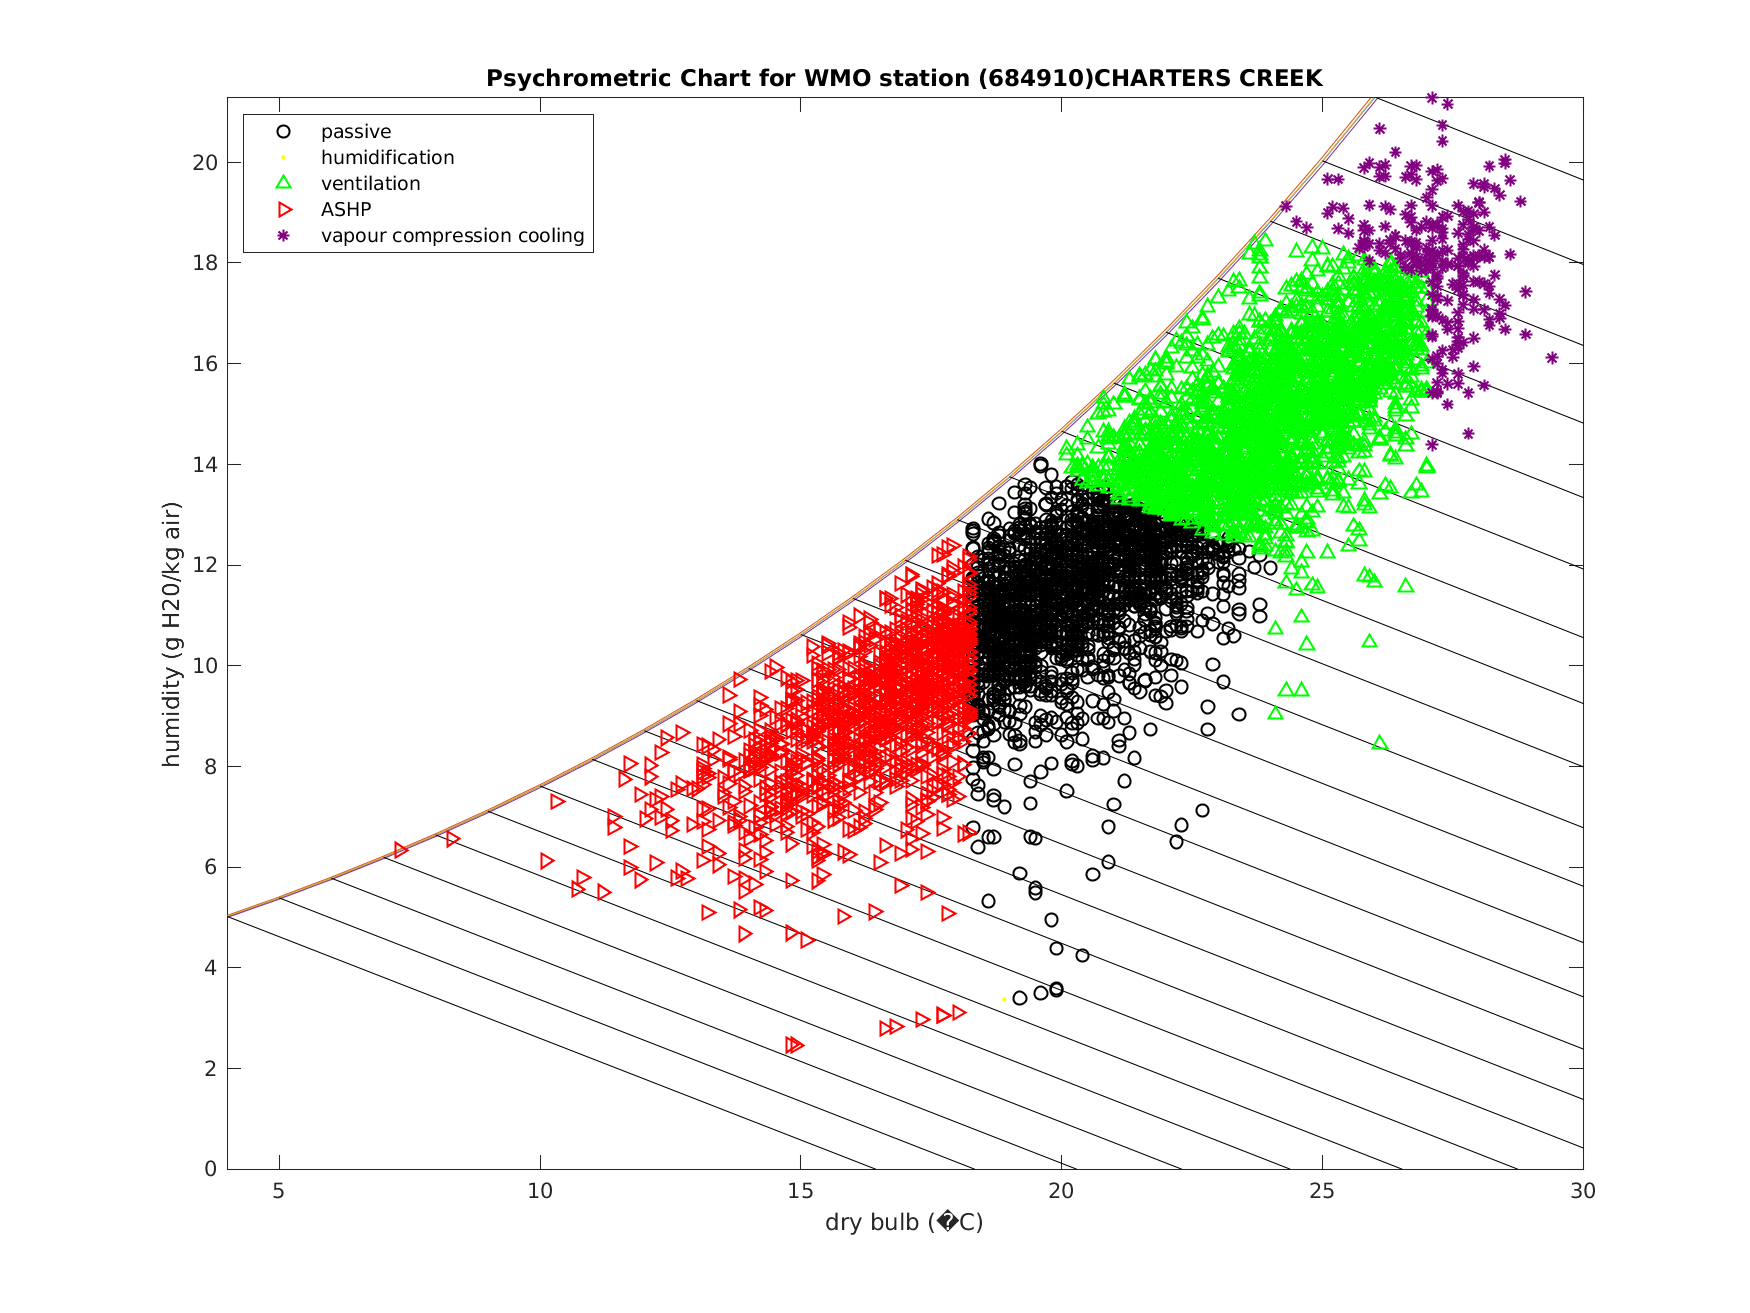 Psychrometric Chart for WMO station (684910)CHARTERS CREEK
passive
humidification
ventilation
ASHP
vapour compression cooling
humidity (g H20/kg air)
20
18
16
14
12
10
8
6
4
2
0
5 10 15 20 25 30
dry bulb (�C)